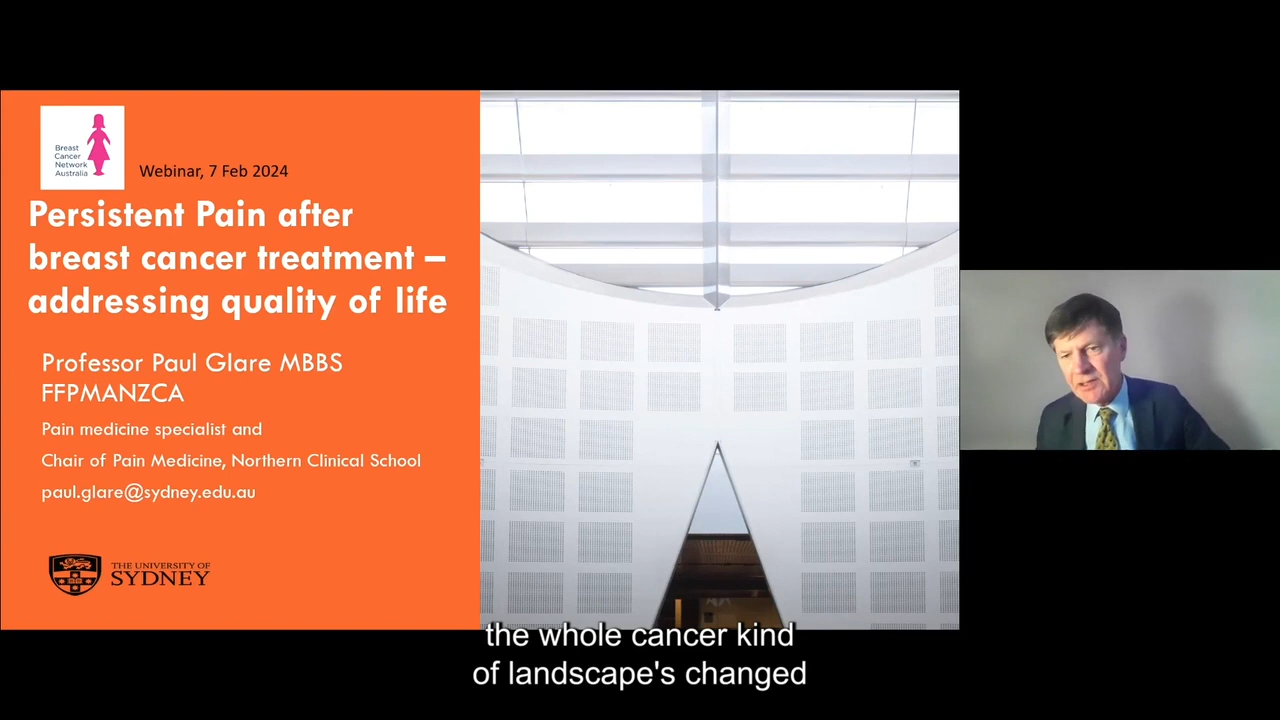 Breast
Cancer
Network
Australia
Webinar, 7 Feb 2024
Persistent Pain after
breast cancer treatment –
addressing quality of life
Professor Paul Glare MBBS
FFPMANZCA
Pain medicine specialist and
Chair of Pain Medicine, Northern Clinical School
paul.glare@sydney.edu.au
THE UNIVERSITY OF
SYDNEY
the whole cancer kind
of landscape's changed